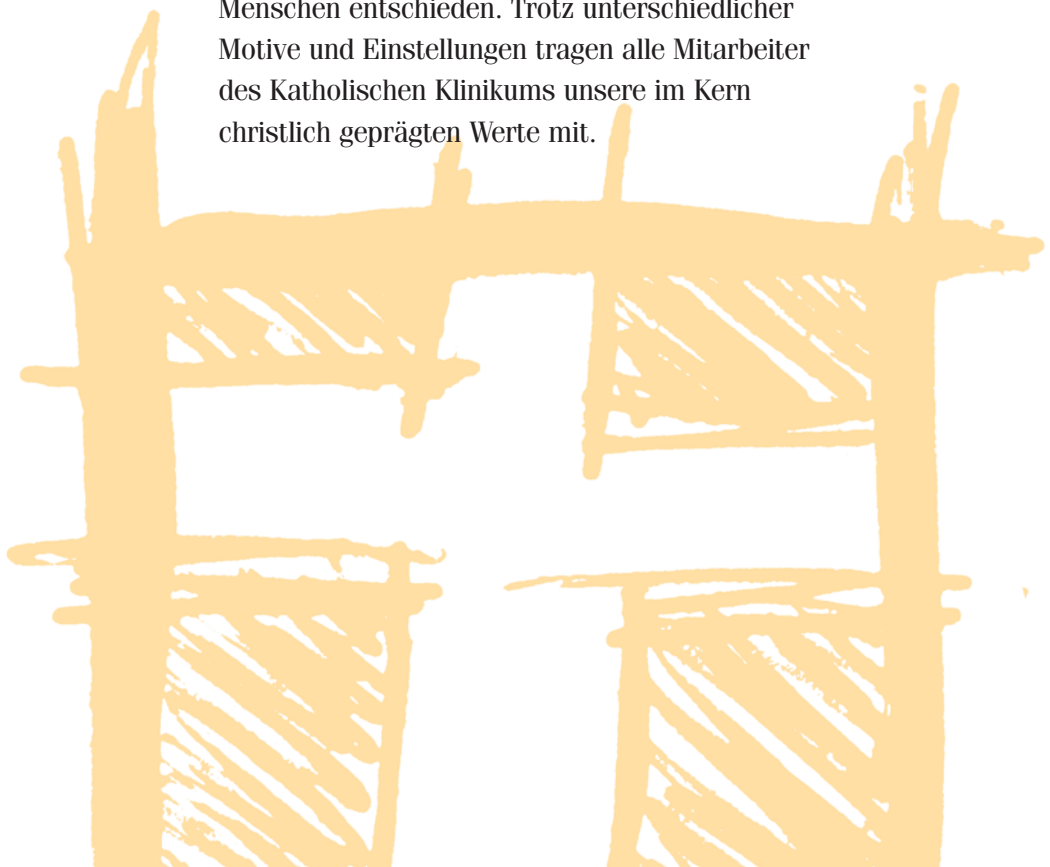 Menschen entschieden. Trotz unterschiedlicher
Motive und Einstellungen tragen alle Mitarbeiter
des Katholischen Klinikums unsere im Kern
christlich geprägten Werte mit.